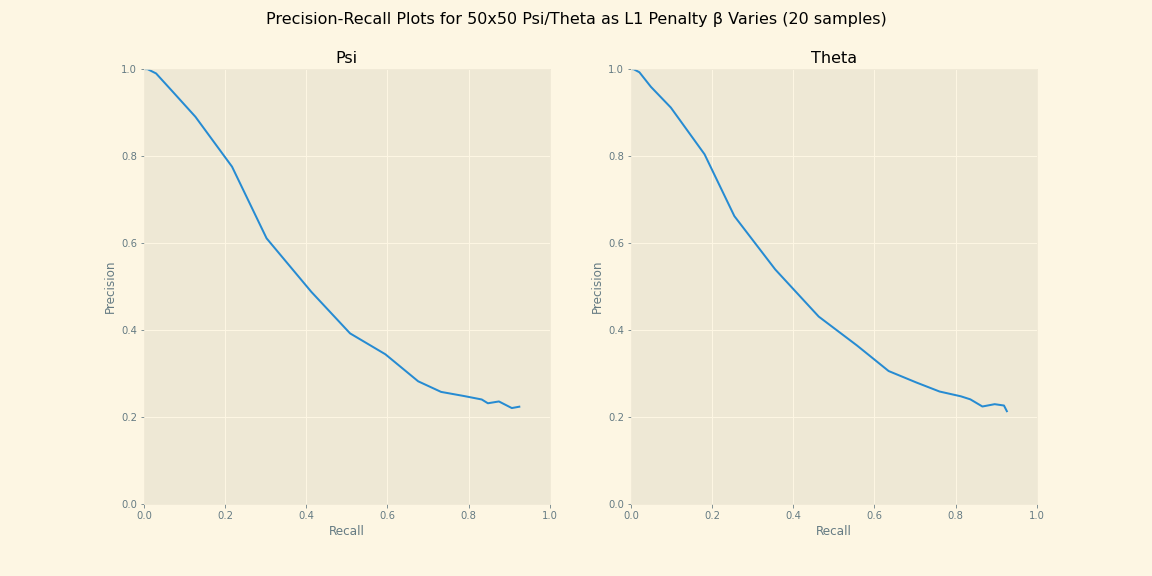 Precision-Recall Plots for 50x50 Psi/Theta as L1 Penalty β Varies (20 samples)
Psi
1.0
0.8
0.6
0.4
0.2
0.0
Precision
0.0 0.2 0.4 0.6 0.8 1.0
Recall
Theta
1.0
0.8
0.6
0.4
0.2
0.0
Precision
0.0 0.2 0.4 0.6 0.8 1.0
Recall